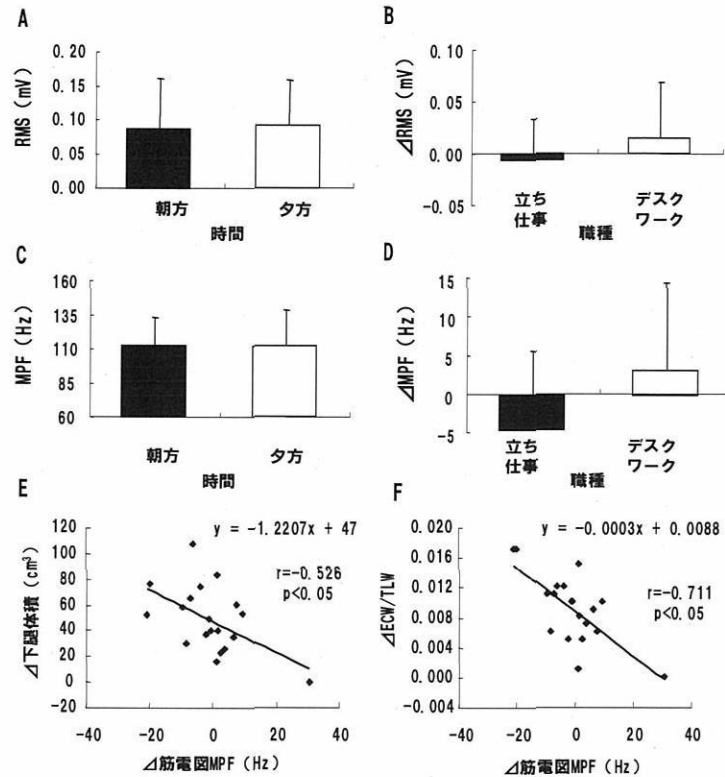 A
RMS (mV)
0.20
0.15
0.10
0.05
0.00
朝方 夕方
時間
B
⊿RMS (mV)
0.10
0.05
0.00
-0.05
立ち仕事 デスクワーク
職種
C
MPF (Hz)
160
135
110
85
60
朝方 夕方
時間
D
⊿MPF (Hz)
15
10
5
0
-5
立ち仕事 デスクワーク
職種
E
⊿下腿体積 (cm³)
120
100
80
60
40
20
0
-20
y = -1.2207x + 47
r=-0.526
p<0.05
-40 -20 0 20 40
⊿筋電図MPF (Hz)
F
⊿ECW/TLW
0.020
0.016
0.012
0.008
0.004
0.000
-0.004
y = -0.0003x + 0.0088
r=-0.711
p<0.05
-40 -20 0 20 40
⊿筋電図MPF (Hz)